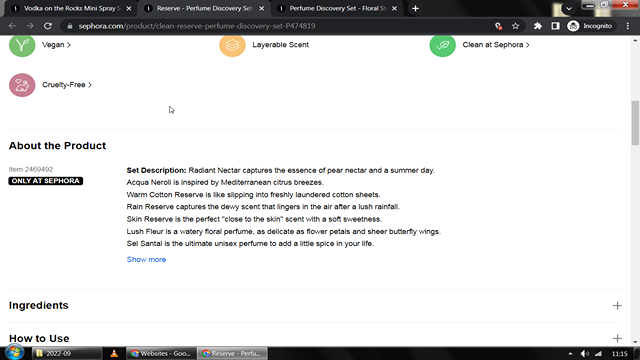 Vodka on the Rocks Mini Spray S
Reserve - Perfume Discovery Set
Perfume Discovery Set - Floral S
sephora.com/product/clean-reserve-perfume-discovery-set-P474819
Incognito
Vegan >
Layerable Scent
Clean at Sephora >
Cruelty-Free >
About the Product
Item 2469492
ONLY AT SEPHORA
Set Description: Radiant Nectar captures the essence of pear nectar and a summer day.
Acqua Neroli is inspired by Mediterranean citrus breezes.
Warm Cotton Reserve is like slipping into freshly laundered cotton sheets.
Rain Reserve captures the dewy scent that lingers in the air after a lush rainfall.
Skin Reserve is the perfect "close to the skin" scent with a soft sweetness.
Lush Fleur is a watery floral perfume, as delicate as flower petals and sheer butterfly wings.
Sel Santal is the ultimate unisex perfume to add a little spice in your life.
Show more
Ingredients
How to Use
2022-09
Websites - Goo...
Reserve - Perfu...
11:15